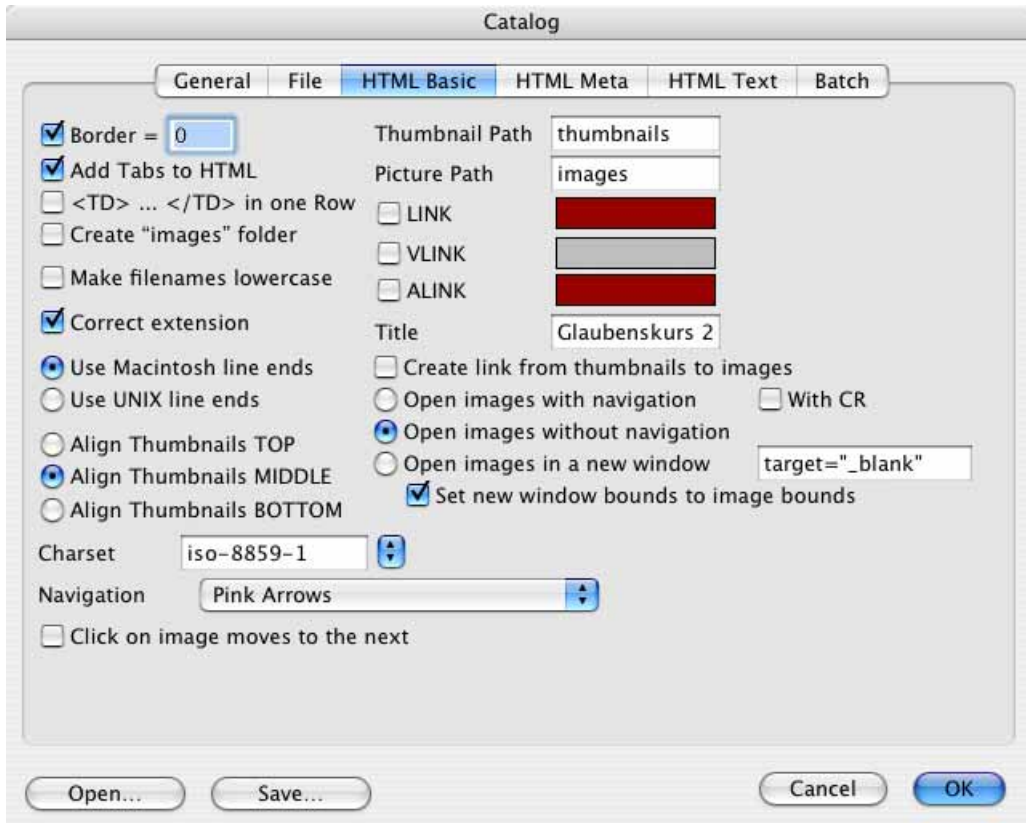 Catalog
General File HTML Basic HTML Meta HTML Text Batch
Border = 0
Add Tabs to HTML
<TD> ... </TD> in one Row
Create “images” folder
Make filenames lowercase
Correct extension
Use Macintosh line ends
Use UNIX line ends
Align Thumbnails TOP
Align Thumbnails MIDDLE
Align Thumbnails BOTTOM
Thumbnail Path thumbnails
Picture Path images
LINK
VLINK
ALINK
Title Glaubenskurs 2
Create link from thumbnails to images
Open images with navigation With CR
Open images without navigation
Open images in a new window target="_blank"
Set new window bounds to image bounds
Charset iso-8859-1
Navigation Pink Arrows
Click on image moves to the next
Open... Save... Cancel OK